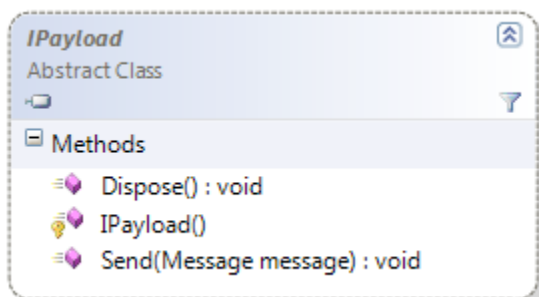 IPayload
Abstract Class
Methods
Dispose() : void
IPayload()
Send(Message message) : void